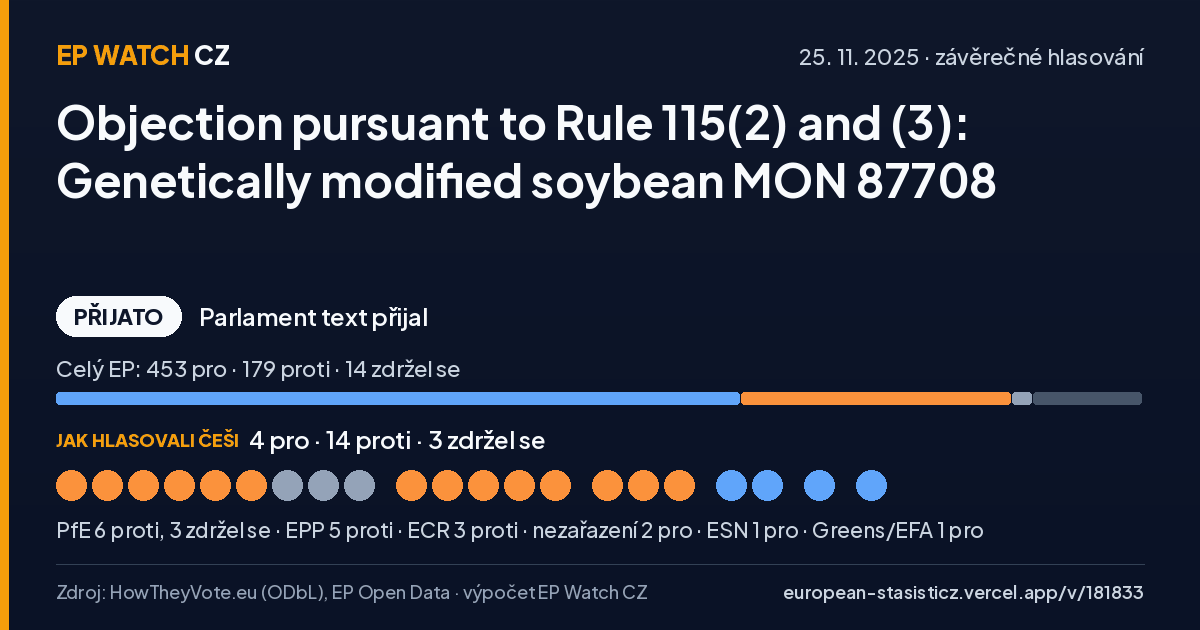 EP WATCH CZ
25. 11. 2025 · závěrečné hlasování
Objection pursuant to Rule 115(2) and (3):
Genetically modified soybean MON 87708
PŘIJATO Parlament text přijal
Celý EP: 453 pro · 179 proti · 14 zdržel se
JAK HLASOVALI ČEŠI 4 pro · 14 proti · 3 zdržel se
PfE 6 proti, 3 zdržel se · EPP 5 proti · ECR 3 proti · nezařazení 2 pro · ESN 1 pro · Greens/EFA 1 pro
Zdroj: HowTheyVote.eu (ODbL), EP Open Data · výpočet EP Watch CZ
european-stasisticz.vercel.app/v/181833